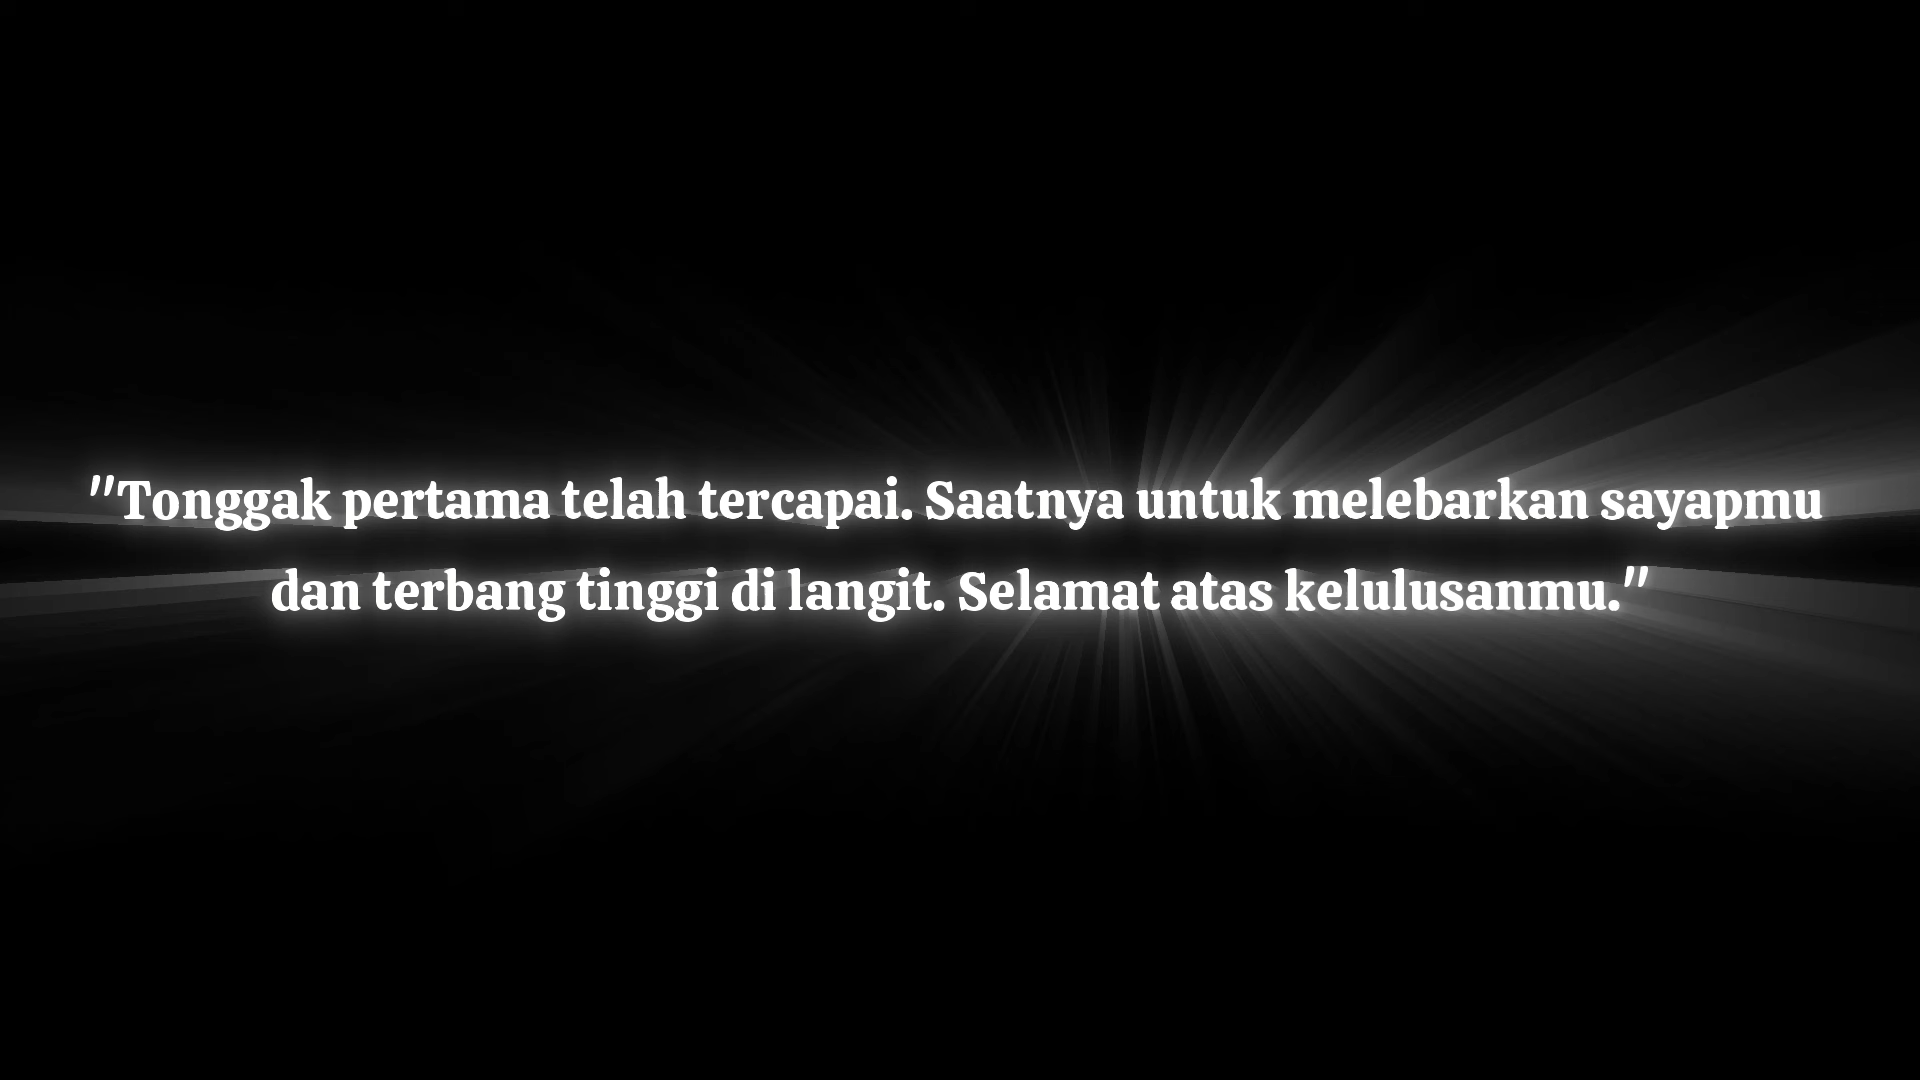 "Tonggak pertama telah tercapai. Saatnya untuk melebarkan sayapmu
dan terbang tinggi di langit. Selamat atas kelulusanmu."